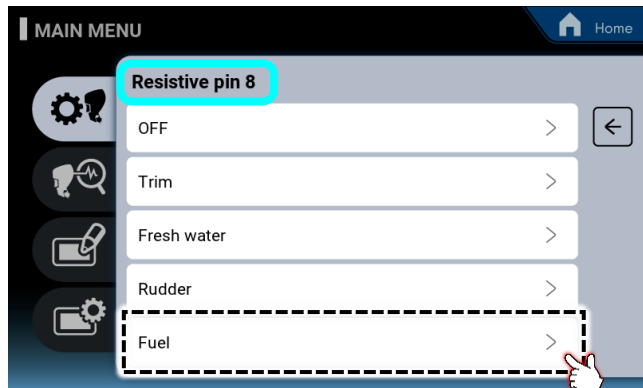 MAIN MENU
Home
Resistive pin 8
OFF
Trim
Fresh water
Rudder
Fuel